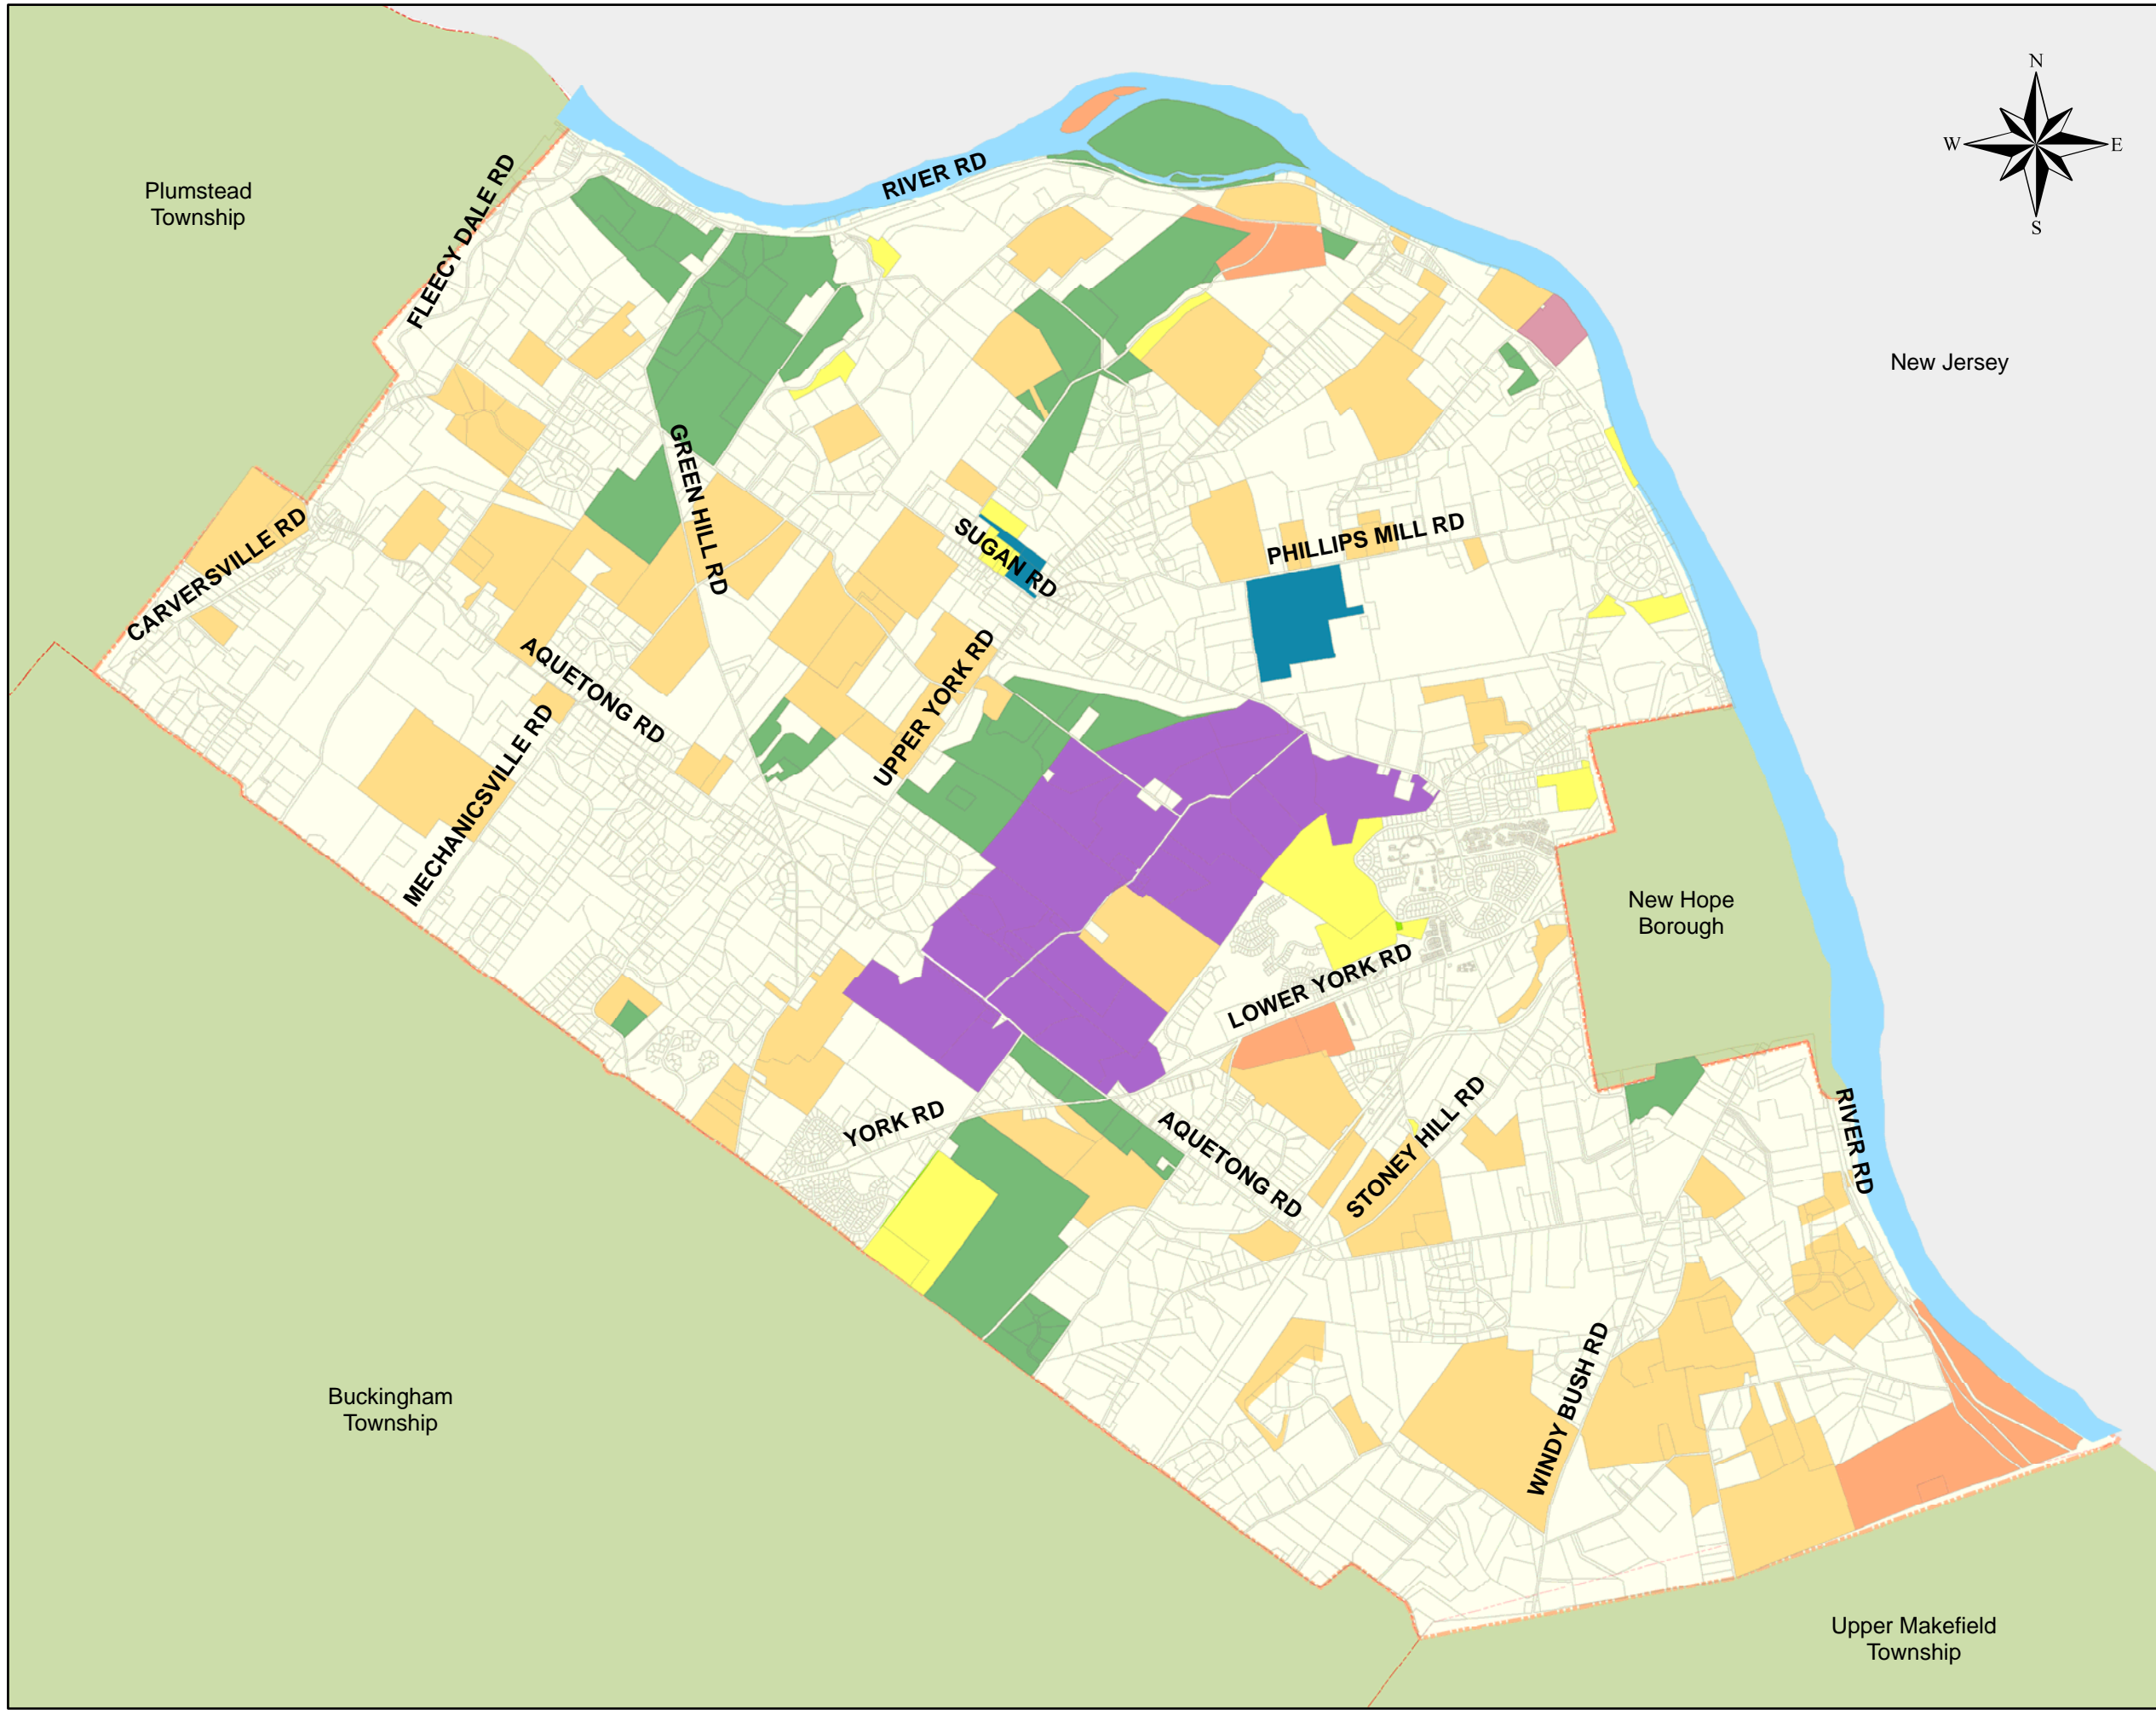 N
W
E
S
Plumstead
Township
FLEECY DALE RD
RIVER RD
New Jersey
GREEN HILL RD
CARVERSVILLE RD
SUGAN RD
PHILLIPS MILL RD
AQUETONG RD
UPPER YORK RD
MECHANICSVILLE RD
New Hope
Borough
LOWER YORK RD
YORK RD
AQUETONG RD
STONEY HILL RD
RIVER RD
Buckingham
Township
WINDY BUSH RD
Upper Makefield
Township